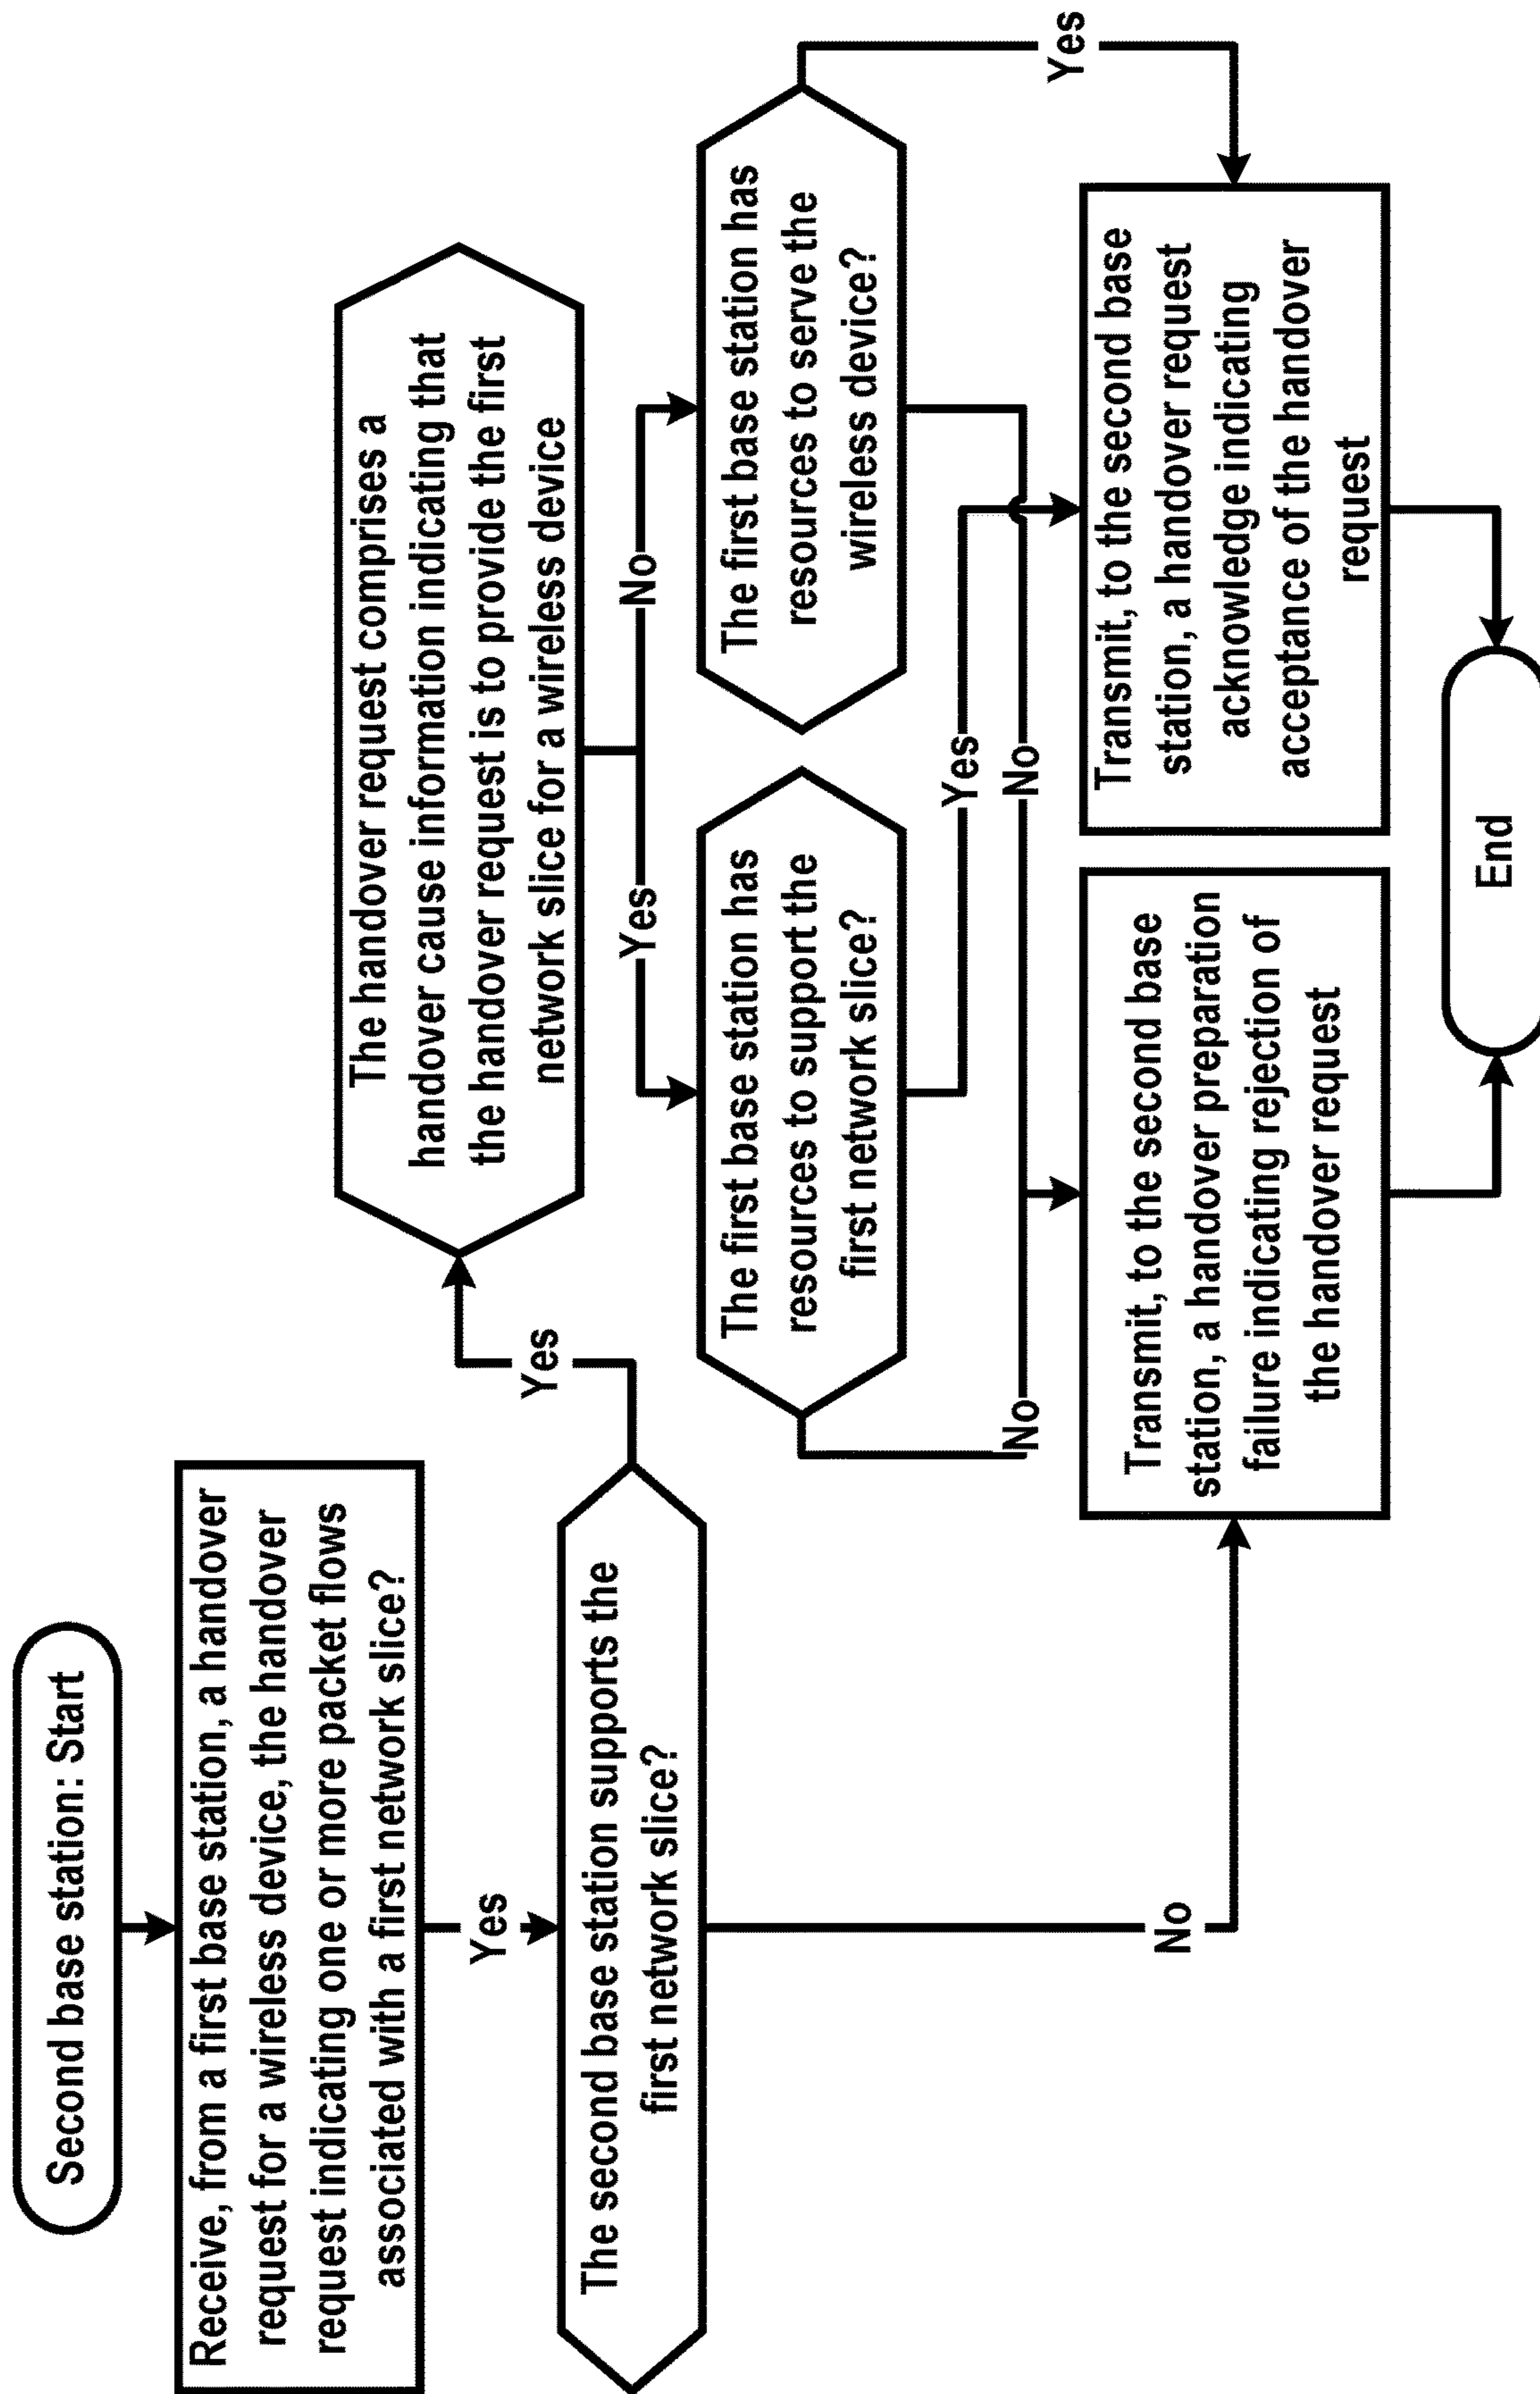 Second base station: Start
Receive, from a first base station, a handover
request for a wireless device, the handover
request indicating one or more packet flows
associated with a first network slice?
Yes
The second base station supports the
first network slice?
Yes
No
The handover request comprises a
handover cause information indicating that
the handover request is to provide the first
network slice for a wireless device
Yes
No
The first base station has
resources to support the
first network slice?
The first base station has
resources to serve the
wireless device?
Yes
No
No
Yes
Transmit, to the second base
station, a handover preparation
failure indicating rejection of
the handover request
Transmit, to the second base
station, a handover request
acknowledge indicating
acceptance of the handover
request
End